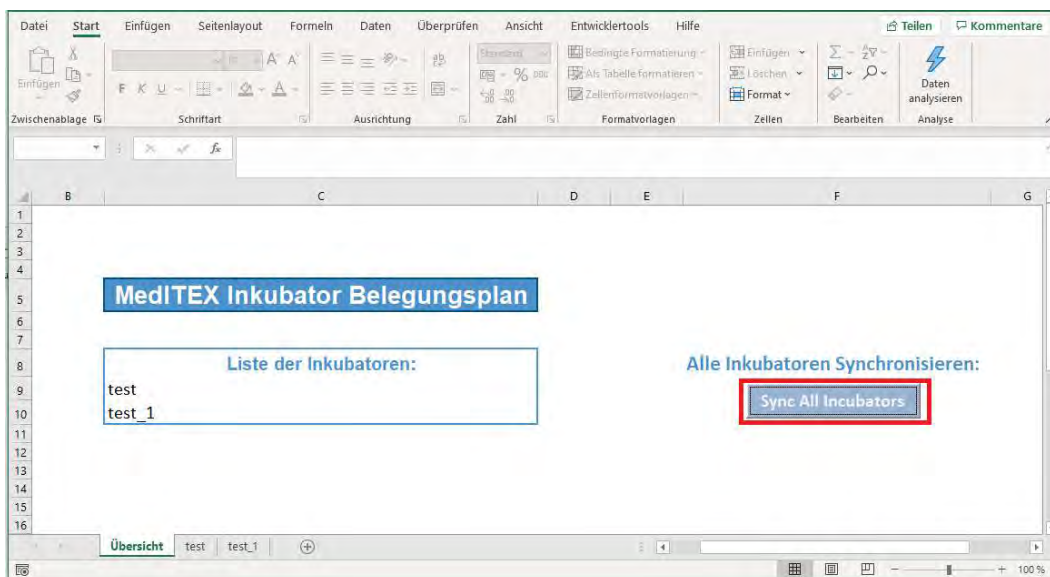 Datei Start Einfügen Seitenlayout Formeln Daten Überprüfen Ansicht Entwicklertools Hilfe Teilen Kommentare
Einfügen
F K U A A A
ab
Standard
% 000
Bedingte Formatierung
Als Tabelle formatieren
Zellenformatvorlagen
Einfügen
Löschen
Format
Daten
analysieren
Zwischenablage Schriftart Ausrichtung Zahl Formatvorlagen Zellen Bearbeiten Analyse
fx
B C D E F G
1
2
3
4
5 MedITEX Inkubator Belegungsplan
6
7
8 Liste der Inkubatoren: Alle Inkubatoren Synchronisieren:
9 test Sync All Incubators
10 test_1
11
12
13
14
15
16
Übersicht test test_1
100 %